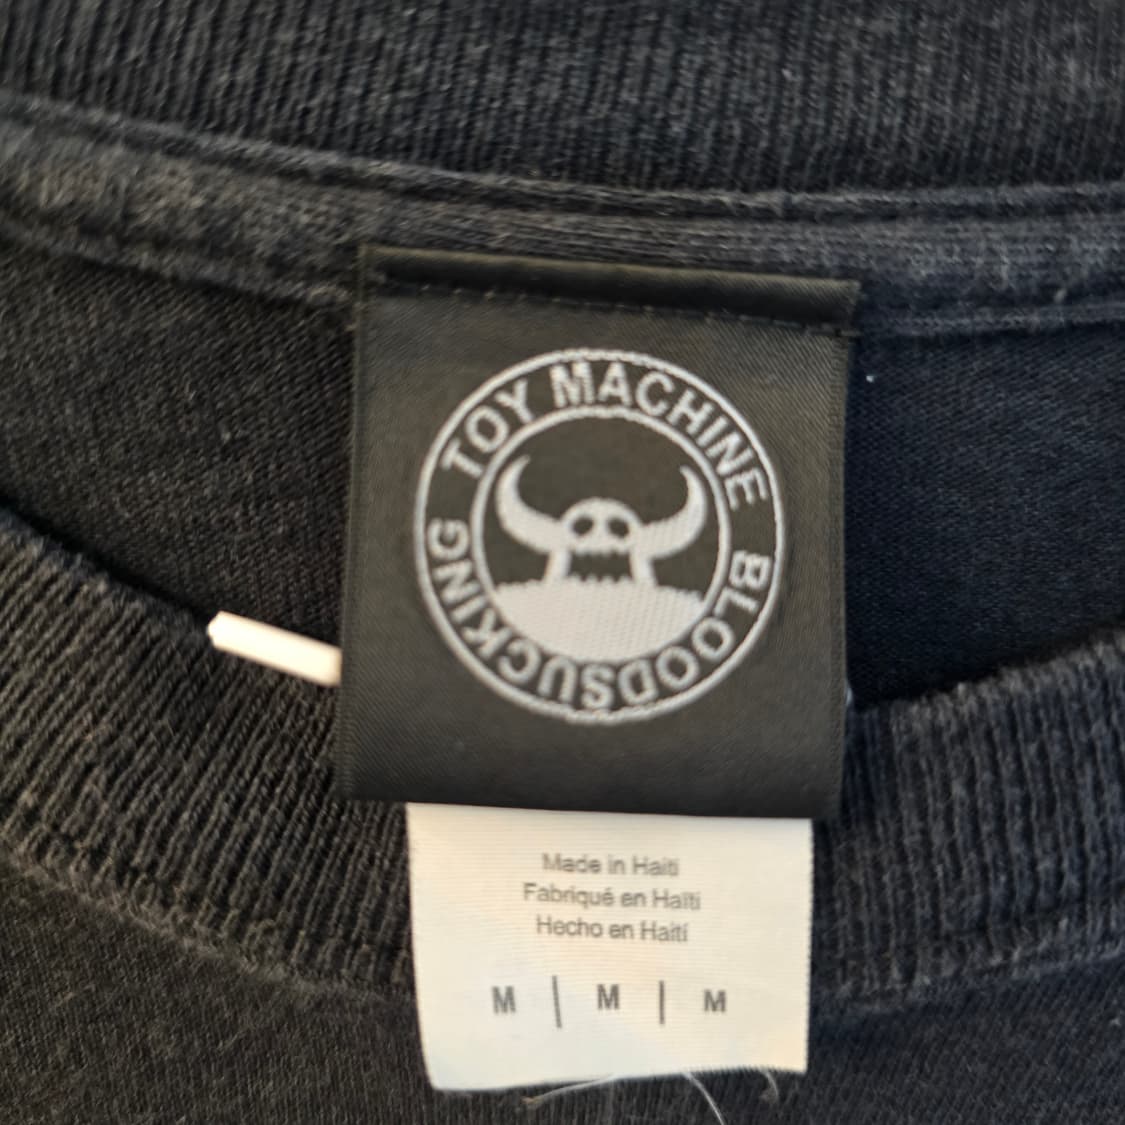 TOY MACHINE BLOODSUCKING
Made in Haiti
Fabriqué en Haïti
Hecho en Haití
M | M | M